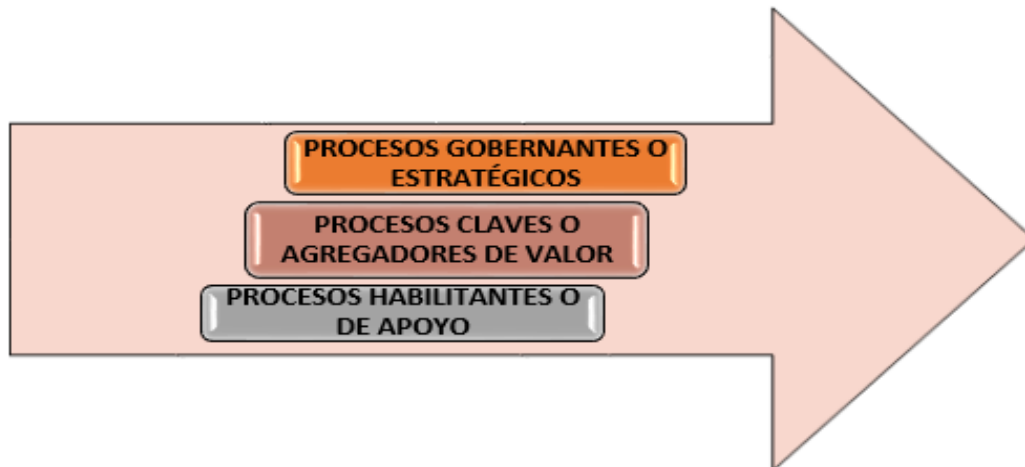 PROCESOS GOBERNANTES O
ESTRATÉGICOS
PROCESOS CLAVES O
AGREGADORES DE VALOR
PROCESOS HABILITANTES O
DE APOYO